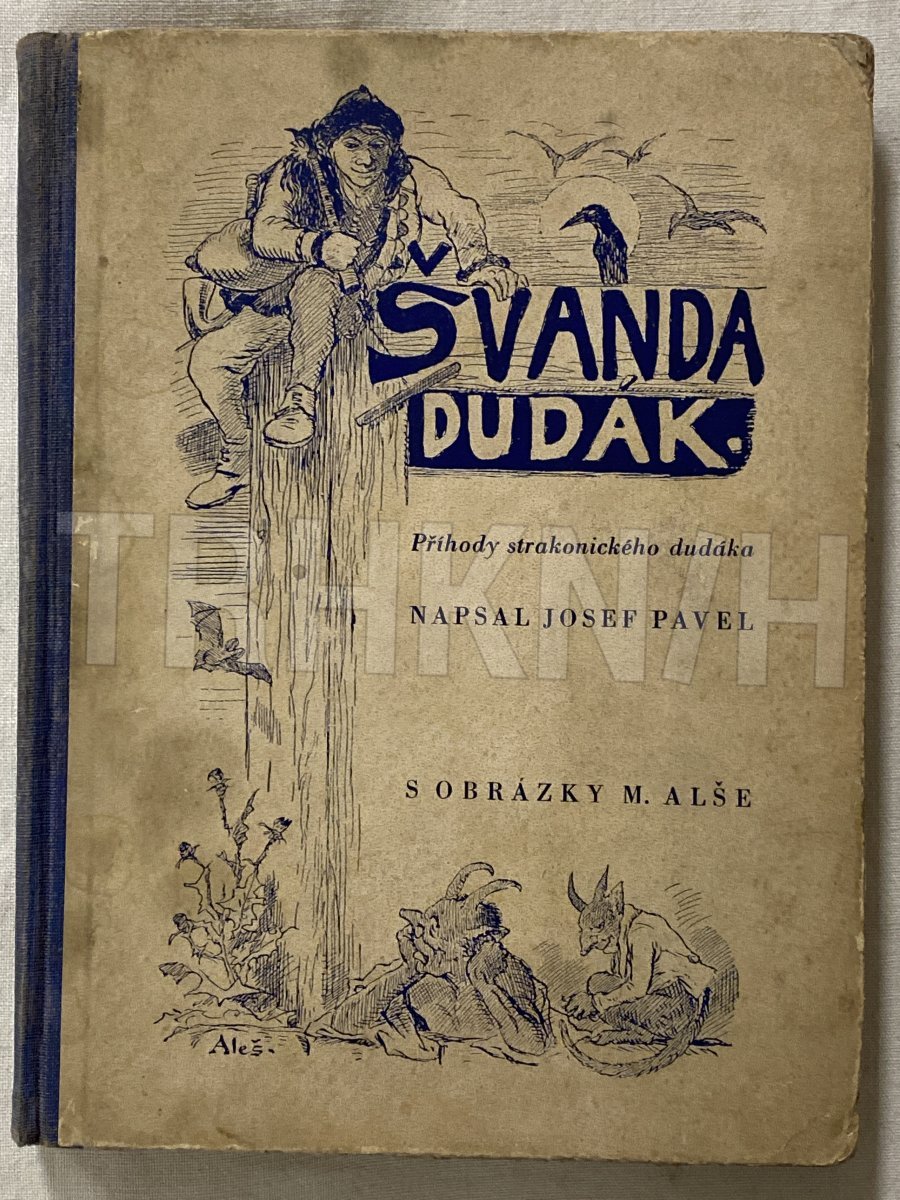 ŠVANDA
DUDÁK.
Příhody strakonického dudáka
NAPSAL JOSEF PAVEL
S OBRÁZKY M. ALŠE
Aleš.